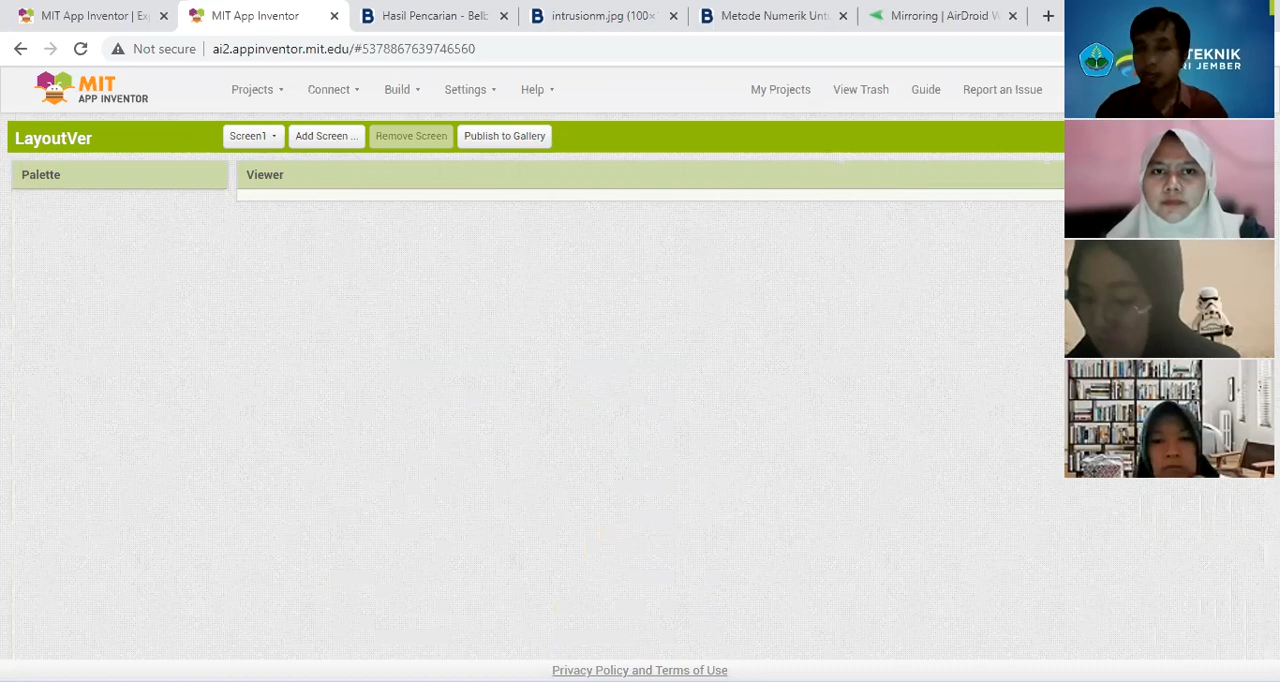 MIT App Inventor | Ex
MIT App Inventor
Hasil Pencarian - Belb
intrusionm.jpg (100×
Metode Numerik Untu
Mirroring | AirDroid W
Not secure
ai2.appinventor.mit.edu/#5378867639746560
MIT
APP INVENTOR
Projects
Connect
Build
Settings
Help
My Projects
View Trash
Guide
Report an Issue
LayoutVer
Screen1
Add Screen ...
Remove Screen
Publish to Gallery
Palette
Viewer
TEKNIK
RI JEMBER
Privacy Policy and Terms of Use